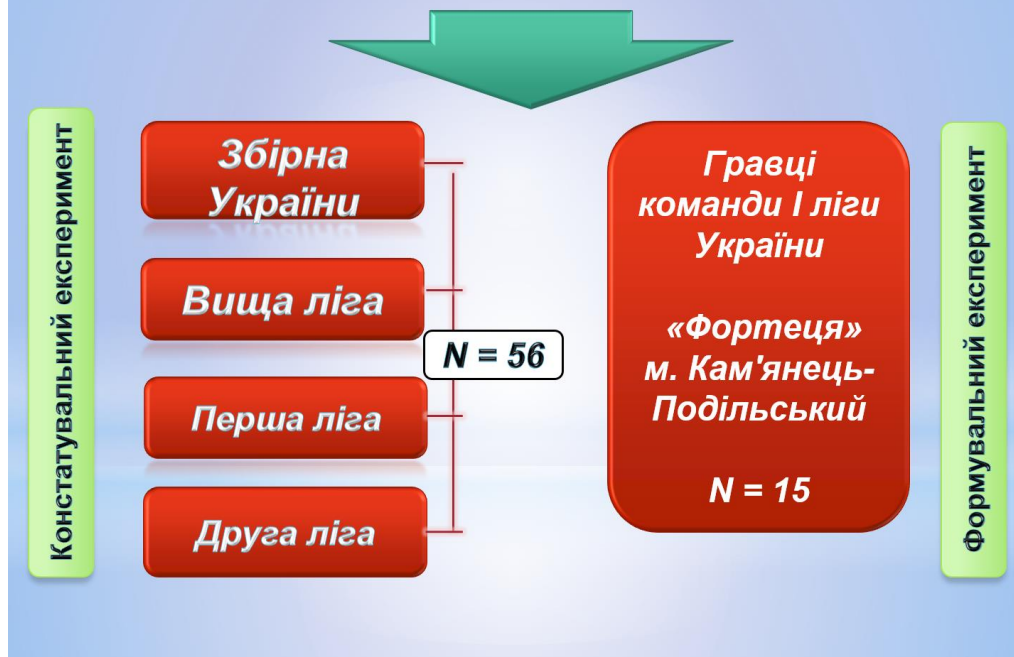 Констатувальний експеримент
Збірна
України
Вища ліга
N = 56
Перша ліга
Друга ліга
Гравці
команди І ліги
України
«Фортеця»
м. Кам'янець-
Подільський
N = 15
Формувальний експеримент